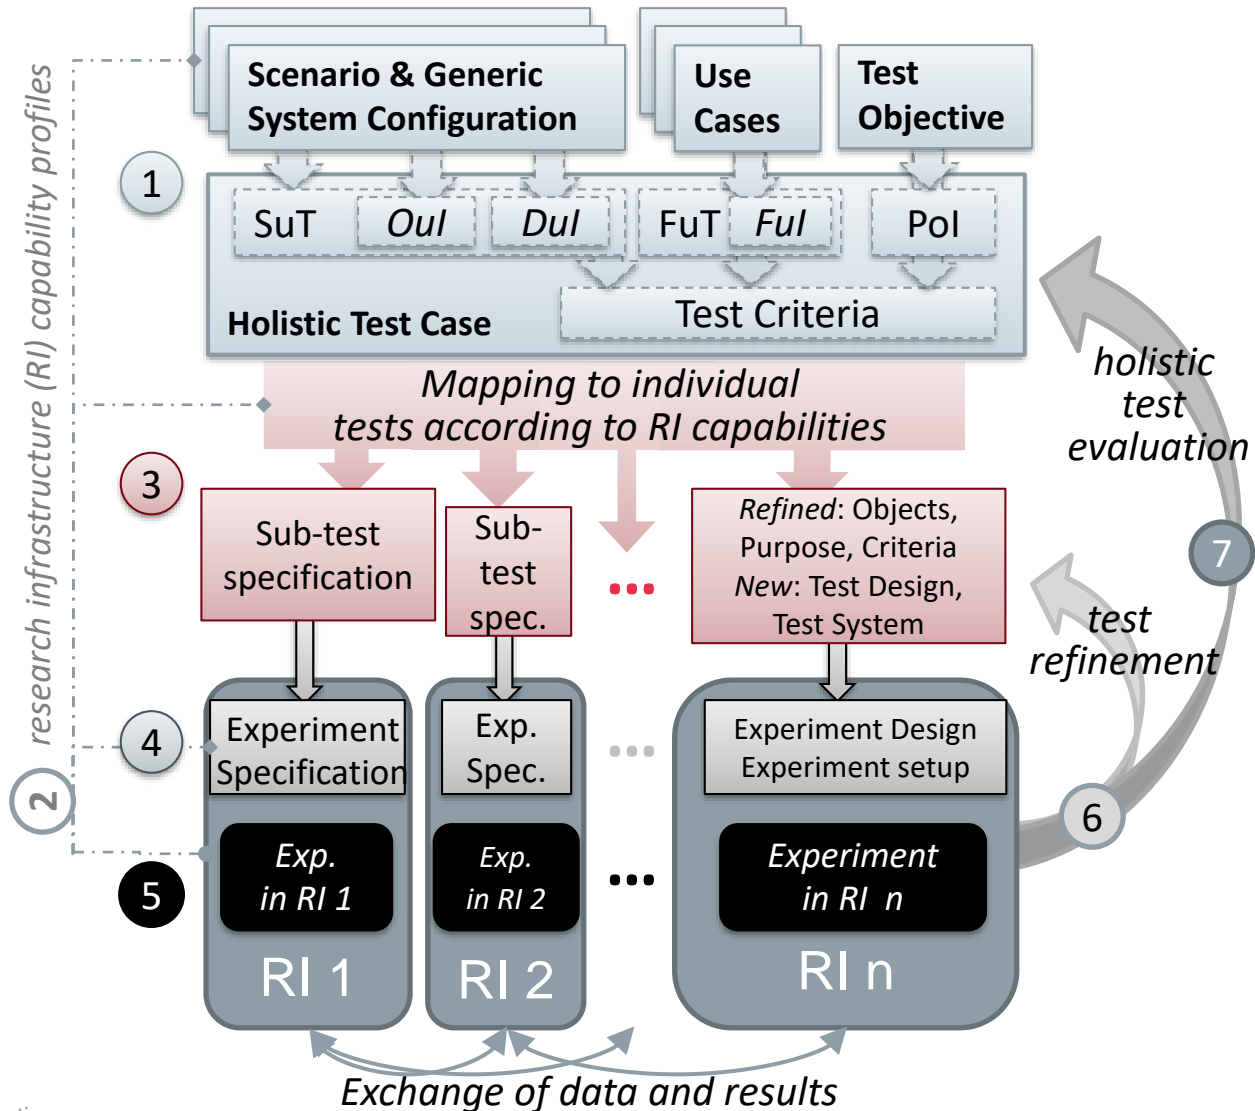 research infrastructure (RI) capability profiles
Scenario & Generic
System Configuration
Use
Cases
Test
Objective
1
SuT
OuI
DuI
FuT
FuI
PoI
Test Criteria
Holistic Test Case
Mapping to individual
tests according to RI capabilities
holistic
test
evaluation
3
Sub-test
specification
Sub-
test
spec.
...
Refined: Objects,
Purpose, Criteria
New: Test Design,
Test System
7
test
refinement
4
Experiment
Specification
Exp.
Spec.
...
Experiment Design
Experiment setup
2
6
5
Exp.
in RI 1
Exp.
in RI 2
...
Experiment
in RI n
RI 1
RI 2
RI n
Exchange of data and results